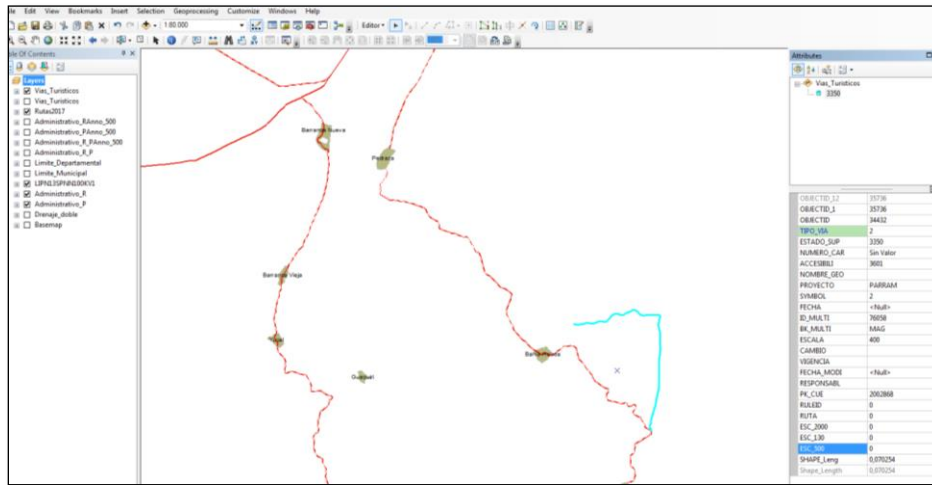 File Edit View Bookmarks Insert Selection Geoprocessing Customize Windows Help
1:80.000
Editor
Table Of Contents
Layers
Vias_Turisticos
Vias_Turisticos
Rutas2017
Administrativo_RAnno_500
Administrativo_PAnno_500
Administrativo_R_PAnno_500
Administrativo_R_P
Limite_Departamental
Limite_Municipal
Administrativo_R
Administrativo_P
Drenaje_doble
Basemap
Barranca Nueva
Pedraza
Barranca Vieja
Guaquel
Attributes
Vias_Turisticos
3350
OBJECTID_12 35736
OBJECTID_1 35736
OBJECTID 34432
TIPO_VIA 2
ESTADO_SUP 3350
NUMERO_CAR Sin Valor
ACCESIBILI 3601
NOMBRE_GEO
PROYECTO PARRAM
SYMBOL 2
FECHA <Null>
ID_MULTI 76058
BK_MULTI MAG
ESCALA 400
CAMBIO
VIGENCIA
FECHA_MODI <Null>
RESPONSABL
PK_CUE 2002868
RULEID 0
RUTA 0
ESC_2000 0
ESC_130 0
ESC_500 0
SHAPE_Leng 0,070254
Shape_Length 0,070254